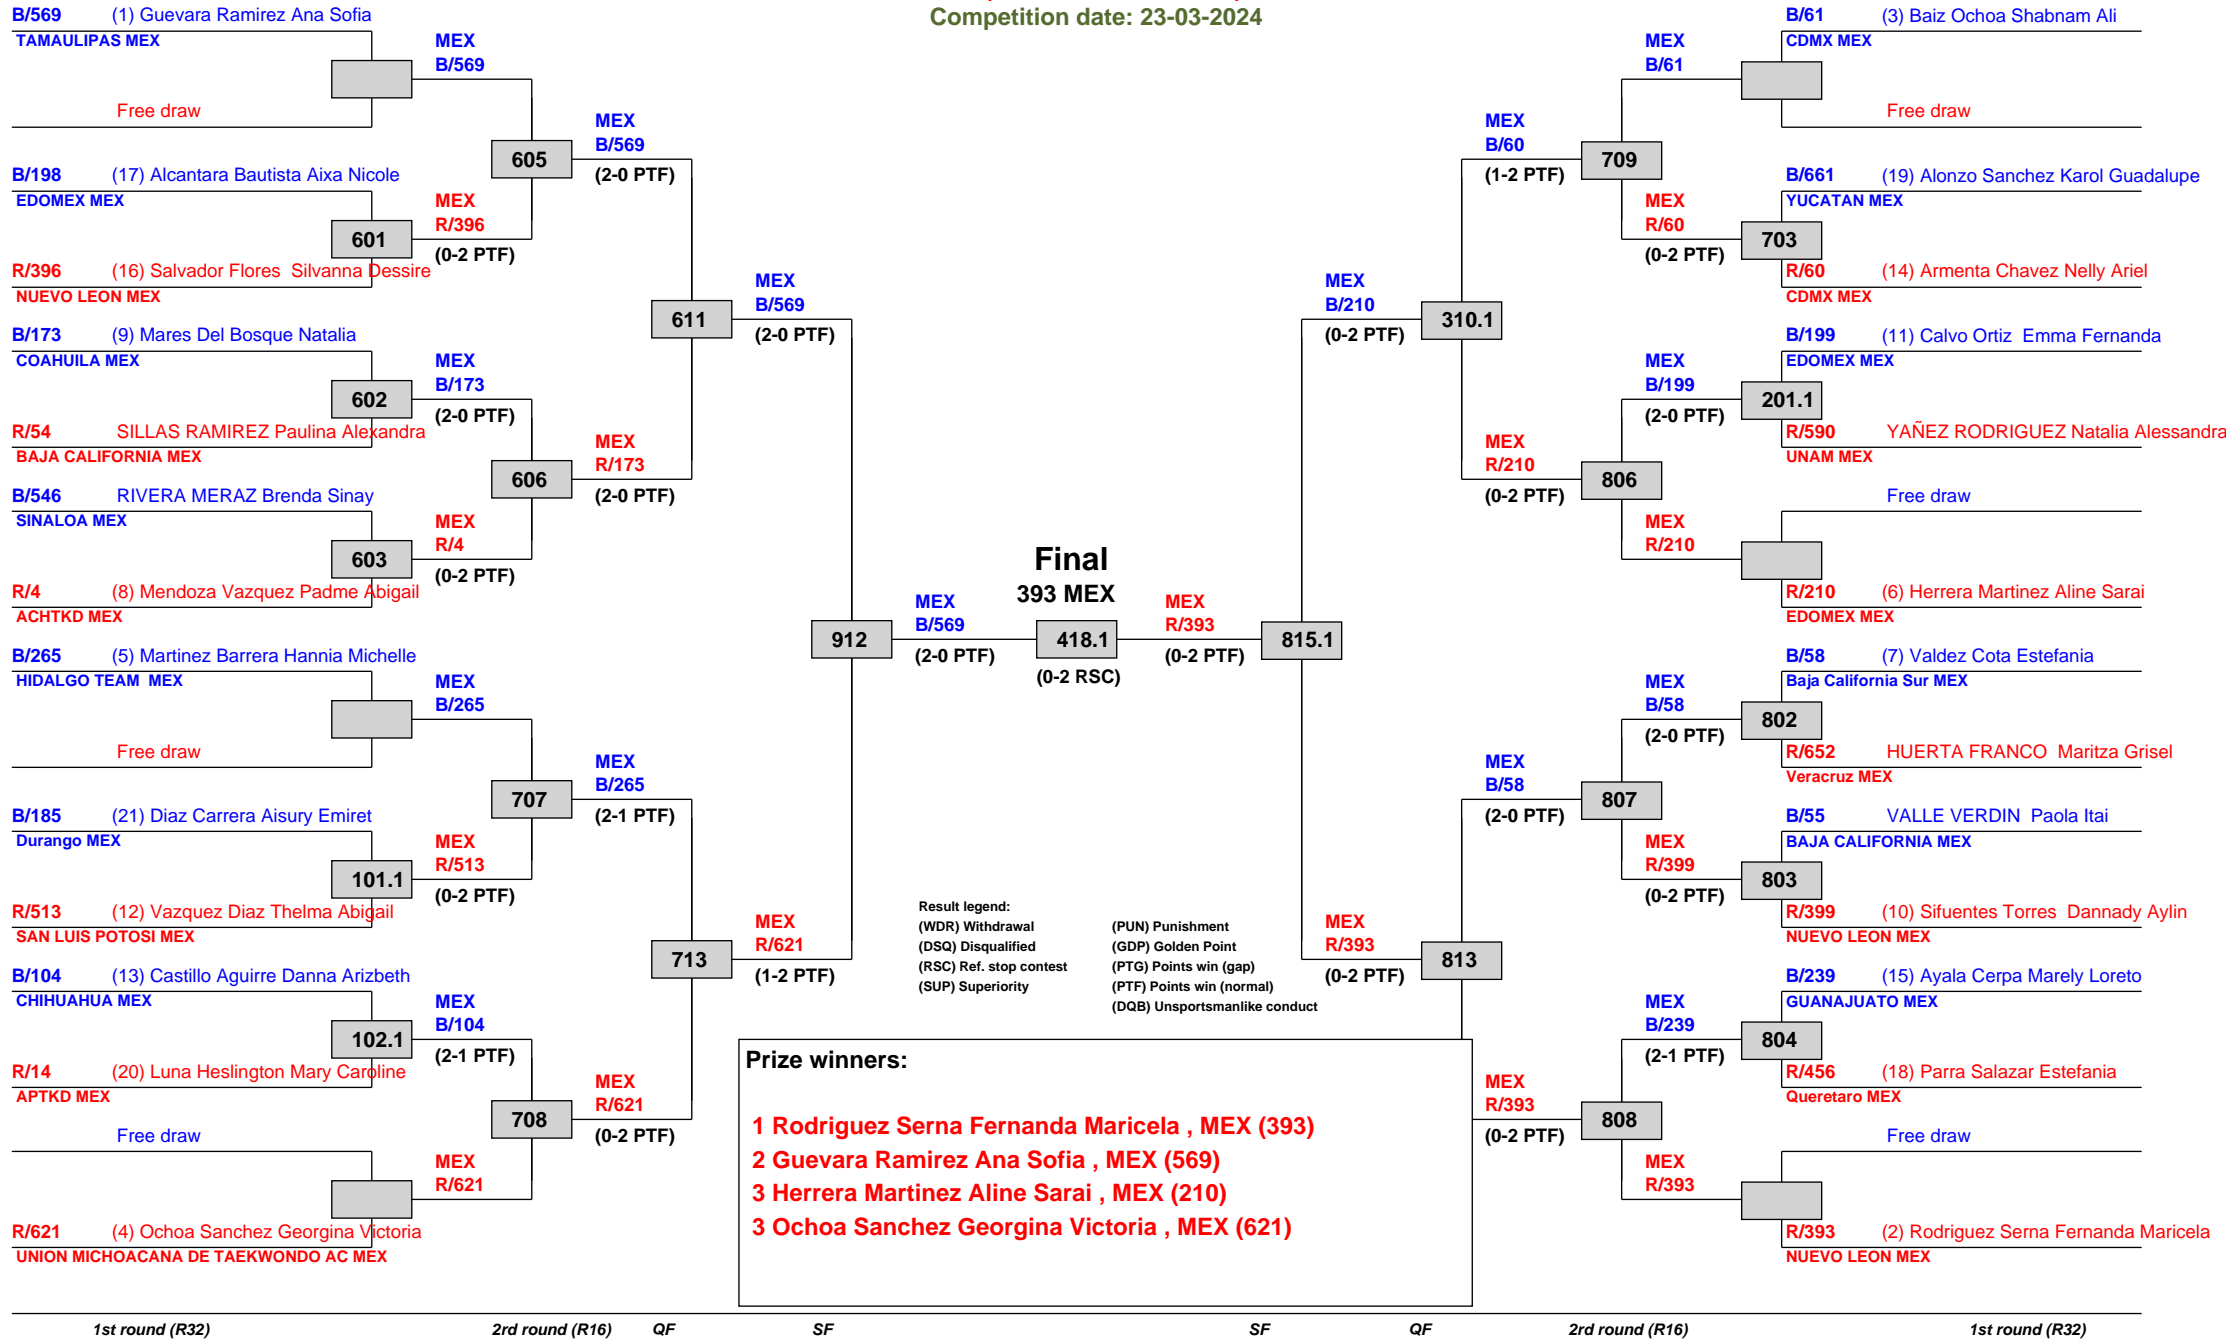 Competition date: 23-03-2024
B/569 (1) Guevara Ramirez Ana Sofia
TAMAULIPAS MEX
Free draw
B/198 (17) Alcantara Bautista Aixa Nicole
EDOMEX MEX
R/396 (16) Salvador Flores  Silvanna Dessire
NUEVO LEON MEX
B/173 (9) Mares Del Bosque Natalia
COAHUILA MEX
R/54 SILLAS RAMIREZ Paulina Alexandra
BAJA CALIFORNIA MEX
B/546 RIVERA MERAZ Brenda Sinay
SINALOA MEX
R/4 (8) Mendoza Vazquez Padme Abigail
ACHTKD MEX
B/265 (5) Martinez Barrera Hannia Michelle
HIDALGO TEAM  MEX
Free draw
B/185 (21) Diaz Carrera Aisury Emiret
Durango MEX
R/513 (12) Vazquez Diaz Thelma Abigail
SAN LUIS POTOSI MEX
B/104 (13) Castillo Aguirre Danna Arizbeth
CHIHUAHUA MEX
R/14 (20) Luna Heslington Mary Caroline
APTKD MEX
Free draw
R/621 (4) Ochoa Sanchez Georgina Victoria
UNION MICHOACANA DE TAEKWONDO AC MEX
601
602
603
101.1
102.1
MEX
B/569
MEX
R/396
(0-2 PTF)
MEX
B/173
(2-0 PTF)
MEX
R/4
(0-2 PTF)
MEX
B/265
MEX
R/513
(0-2 PTF)
MEX
B/104
(2-1 PTF)
MEX
R/621
605
606
707
708
MEX
B/569
(2-0 PTF)
MEX
R/173
(2-0 PTF)
MEX
B/265
(2-1 PTF)
MEX
R/621
(0-2 PTF)
611
713
MEX
B/569
(2-0 PTF)
MEX
R/621
(1-2 PTF)
912
MEX
B/569
(2-0 PTF)
Final
393 MEX
418.1
(0-2 RSC)
MEX
R/393
(0-2 PTF)
815.1
MEX
B/210
(0-2 PTF)
MEX
R/393
(0-2 PTF)
310.1
813
MEX
B/60
(1-2 PTF)
MEX
R/210
(0-2 PTF)
MEX
B/58
(2-0 PTF)
MEX
R/393
(0-2 PTF)
709
806
807
808
MEX
B/61
MEX
R/60
(0-2 PTF)
MEX
B/199
(2-0 PTF)
MEX
R/210
MEX
B/58
(2-0 PTF)
MEX
R/399
(0-2 PTF)
MEX
B/239
(2-1 PTF)
MEX
R/393
703
201.1
802
803
804
B/61 (3) Baiz Ochoa Shabnam Ali
CDMX MEX
Free draw
B/661 (19) Alonzo Sanchez Karol Guadalupe
YUCATAN MEX
R/60 (14) Armenta Chavez Nelly Ariel
CDMX MEX
B/199 (11) Calvo Ortiz  Emma Fernanda
EDOMEX MEX
R/590 YAÑEZ RODRIGUEZ Natalia Alessandra
UNAM MEX
Free draw
R/210 (6) Herrera Martinez Aline Sarai
EDOMEX MEX
B/58 (7) Valdez Cota Estefania
Baja California Sur MEX
R/652 HUERTA FRANCO  Maritza Grisel
Veracruz MEX
B/55 VALLE VERDIN  Paola Itai
BAJA CALIFORNIA MEX
R/399 (10) Sifuentes Torres  Dannady Aylin
NUEVO LEON MEX
B/239 (15) Ayala Cerpa Marely Loreto
GUANAJUATO MEX
R/456 (18) Parra Salazar Estefania
Queretaro MEX
Free draw
R/393 (2) Rodriguez Serna Fernanda Maricela
NUEVO LEON MEX
Result legend:
(WDR) Withdrawal (PUN) Punishment
(DSQ) Disqualified (GDP) Golden Point
(RSC) Ref. stop contest (PTG) Points win (gap)
(SUP) Superiority (PTF) Points win (normal)
(DQB) Unsportsmanlike conduct
Prize winners:
1 Rodriguez Serna Fernanda Maricela , MEX (393)
2 Guevara Ramirez Ana Sofia , MEX (569)
3 Herrera Martinez Aline Sarai , MEX (210)
3 Ochoa Sanchez Georgina Victoria , MEX (621)
1st round (R32) 2rd round (R16) QF SF SF QF 2rd round (R16) 1st round (R32)